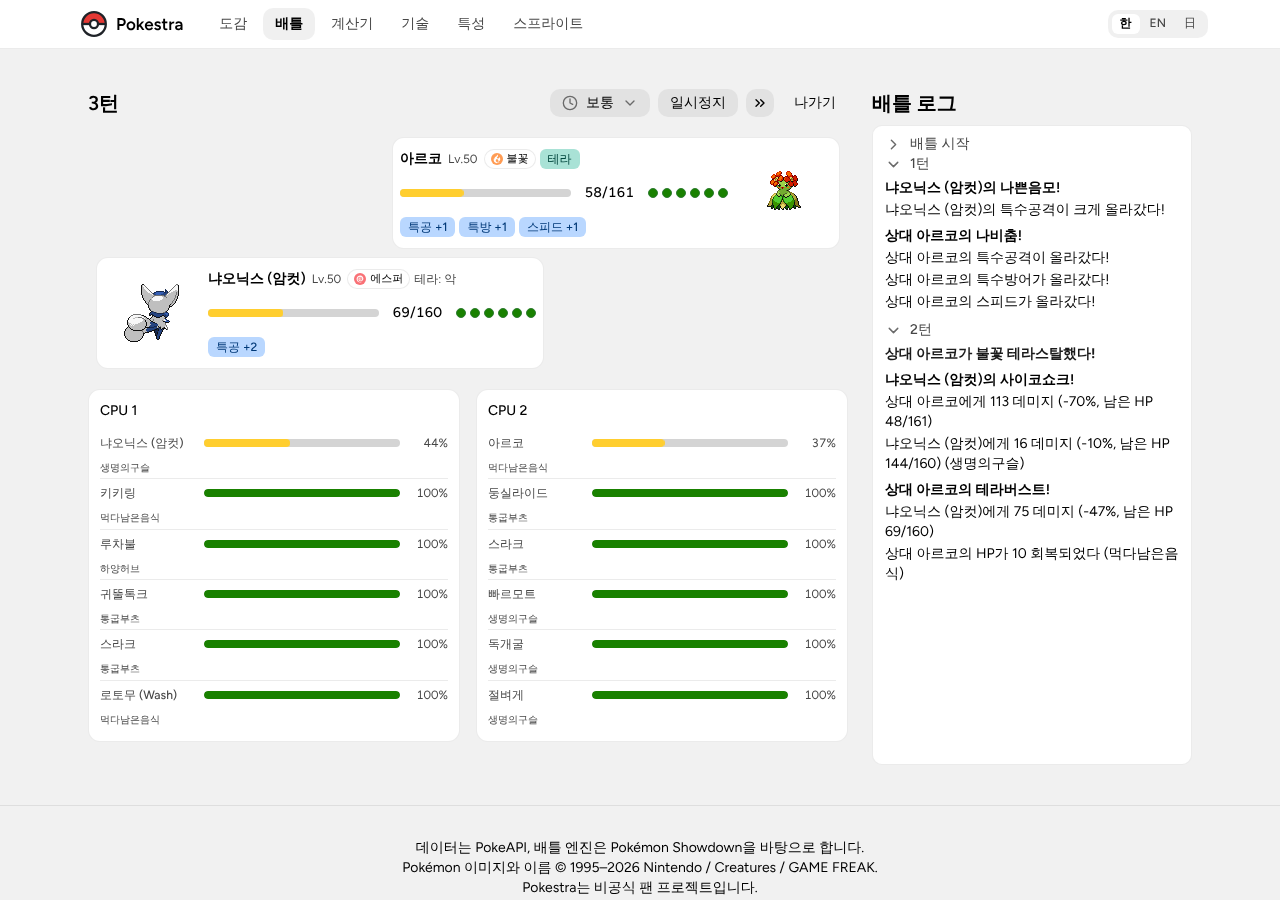 Pokestra
도감
배틀
계산기
기술
특성
스프라이트
한
EN
日
3턴
보통
일시정지
나가기
아르코 Lv.50 불꽃 테라
58/161
특공 +1 특방 +1 스피드 +1
냐오닉스 (암컷) Lv.50 에스퍼 테라: 악
69/160
특공 +2
CPU 1
냐오닉스 (암컷) 44%
생명의구슬
키키링 100%
먹다남은음식
루차불 100%
하양허브
귀뚤톡크 100%
통굽부츠
스라크 100%
통굽부츠
로토무 (Wash) 100%
먹다남은음식
CPU 2
아르코 37%
먹다남은음식
둥실라이드 100%
통굽부츠
스라크 100%
통굽부츠
빠르모트 100%
생명의구슬
독개굴 100%
생명의구슬
절벼게 100%
생명의구슬
배틀 로그
배틀 시작
1턴
냐오닉스 (암컷)의 나쁜음모!
냐오닉스 (암컷)의 특수공격이 크게 올라갔다!
상대 아르코의 나비춤!
상대 아르코의 특수공격이 올라갔다!
상대 아르코의 특수방어가 올라갔다!
상대 아르코의 스피드가 올라갔다!
2턴
상대 아르코가 불꽃 테라스탈했다!
냐오닉스 (암컷)의 사이코쇼크!
상대 아르코에게 113 데미지 (-70%, 남은 HP
48/161)
냐오닉스 (암컷)에게 16 데미지 (-10%, 남은 HP
144/160) (생명의구슬)
상대 아르코의 테라버스트!
냐오닉스 (암컷)에게 75 데미지 (-47%, 남은 HP
69/160)
상대 아르코의 HP가 10 회복되었다 (먹다남은음
식)
데이터는 PokeAPI, 배틀 엔진은 Pokémon Showdown을 바탕으로 합니다.
Pokémon 이미지와 이름 © 1995–2026 Nintendo / Creatures / GAME FREAK.
Pokestra는 비공식 팬 프로젝트입니다.